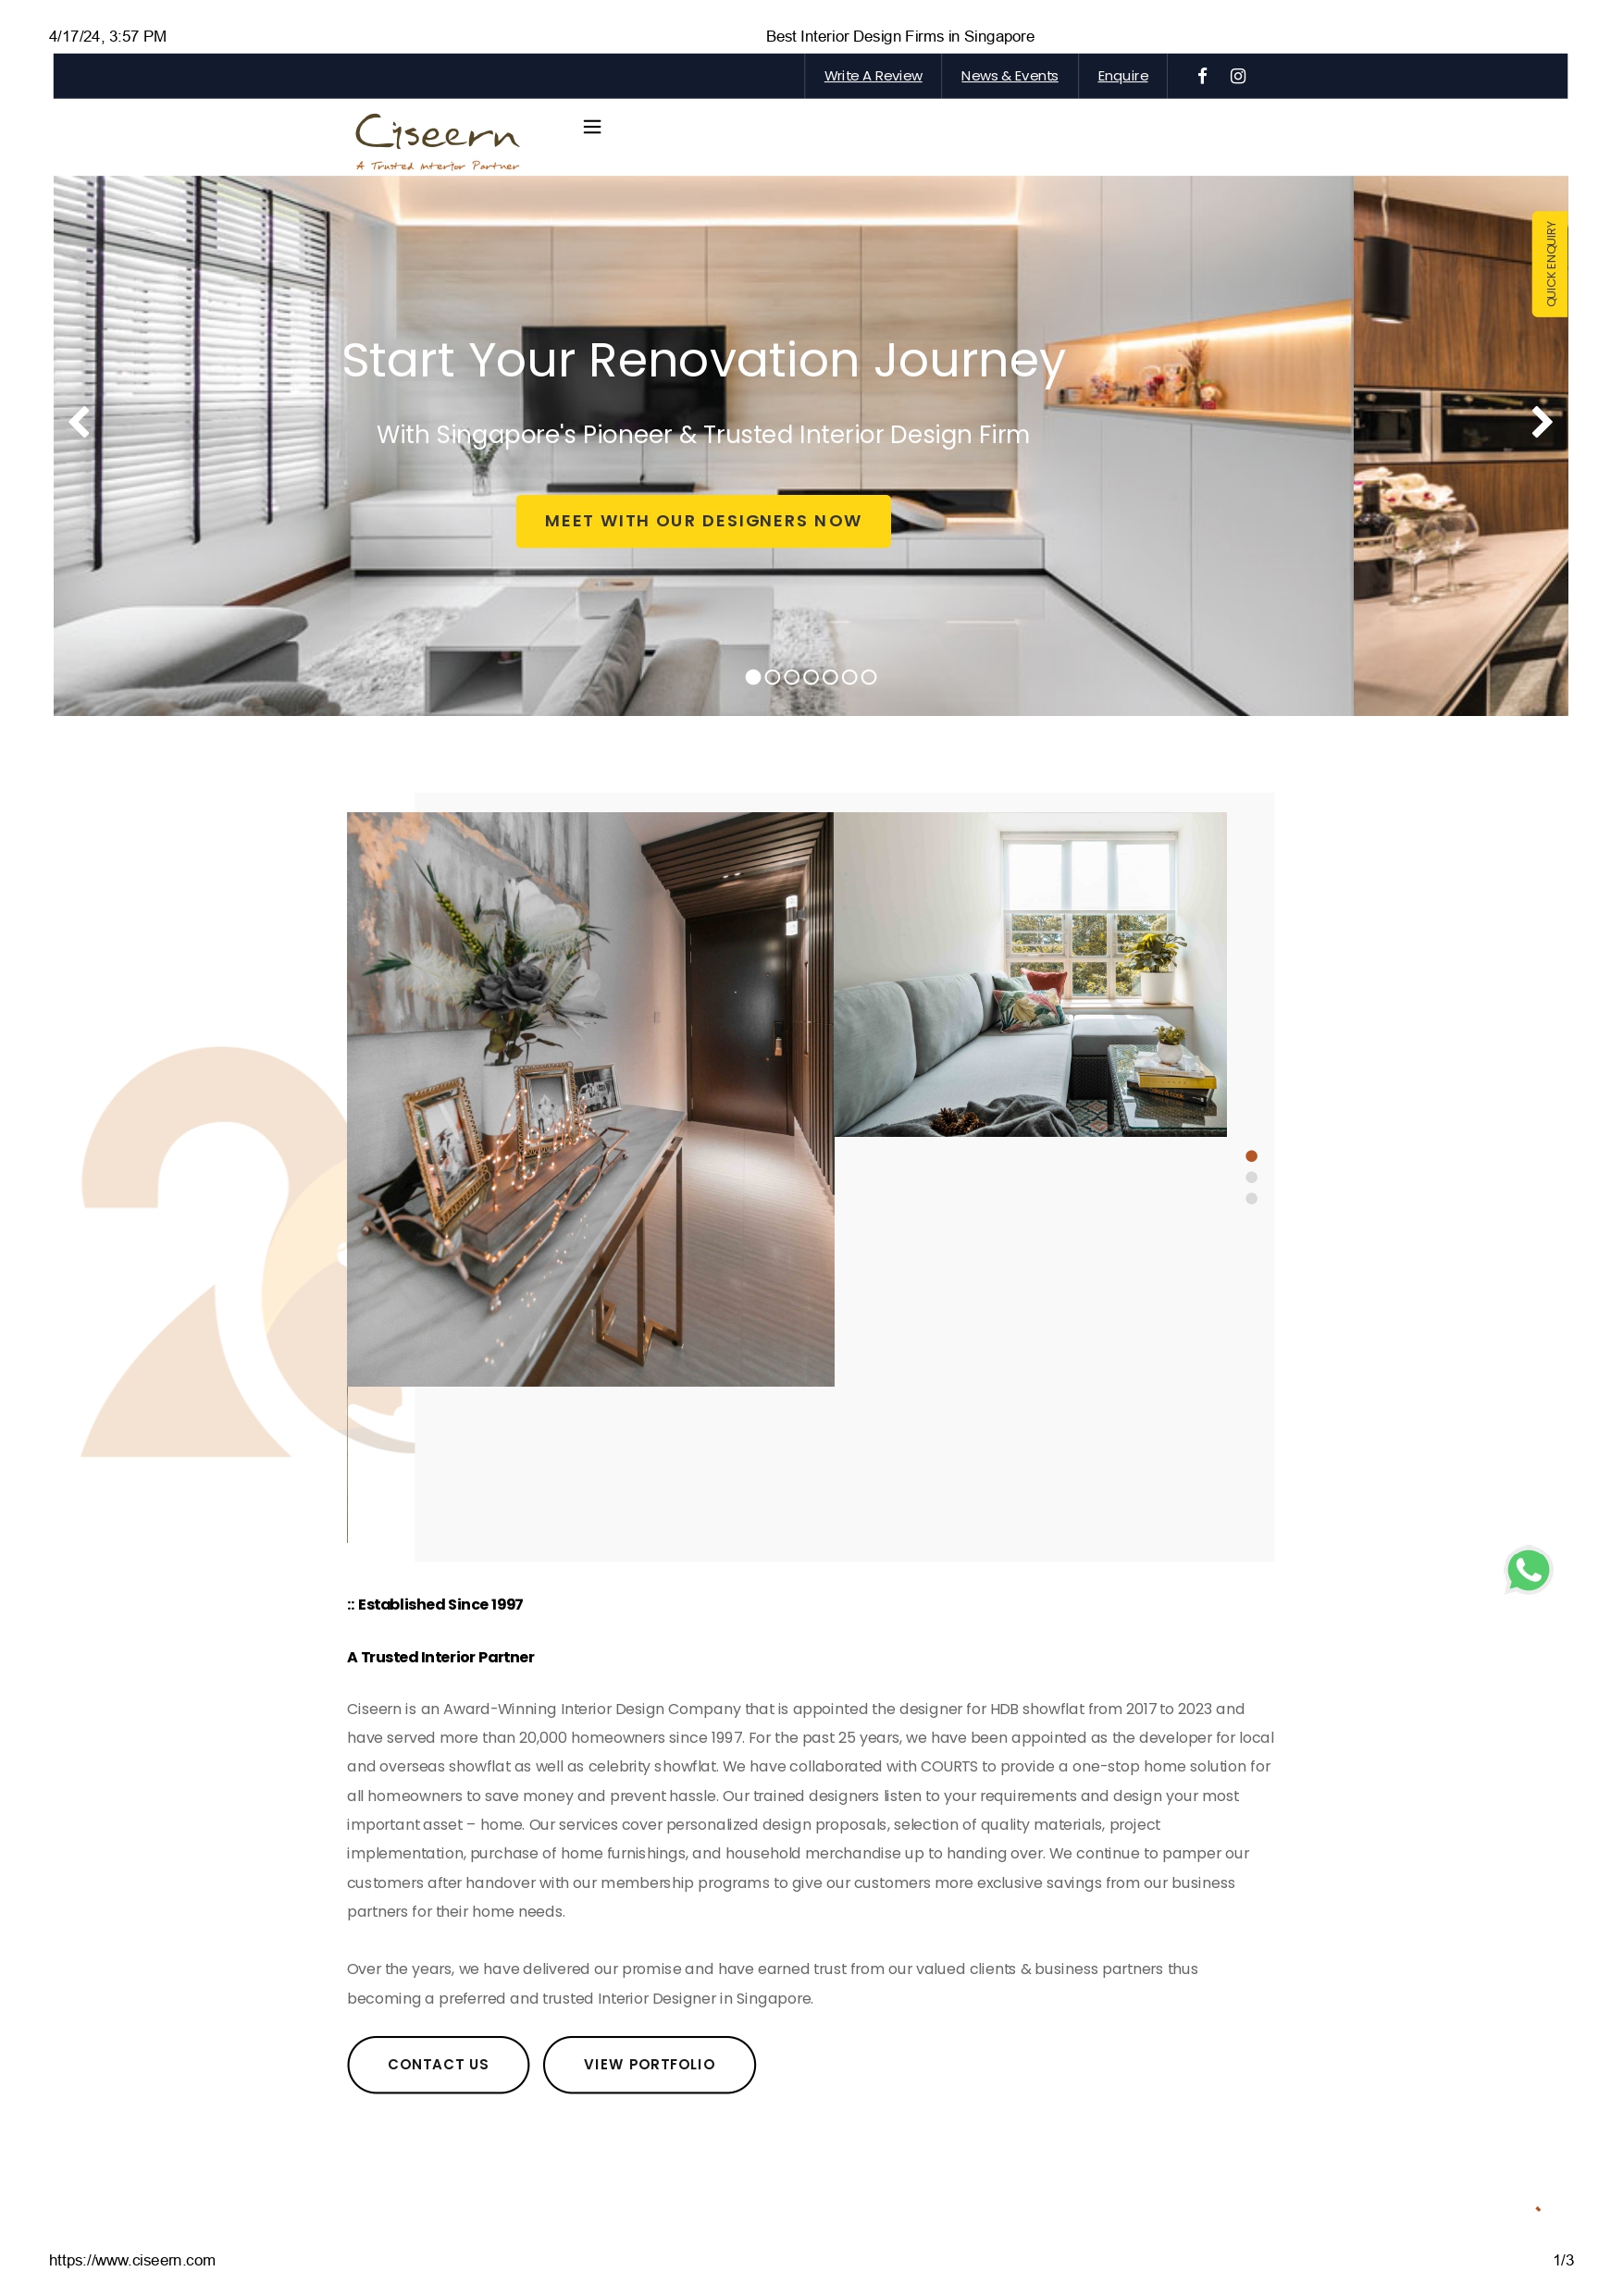 4/17/24, 3:57 PM
Best Interior Design Firms in Singapore
Write A Review
News & Events
Enquire
Ciseern
A Trusted Interior Partner
QUICK ENQUIRY
Start Your Renovation Journey
With Singapore's Pioneer & Trusted Interior Design Firm
MEET WITH OUR DESIGNERS NOW
:: Established Since 1997
A Trusted Interior Partner
Ciseern is an Award-Winning Interior Design Company that is appointed the designer for HDB showflat from 2017 to 2023 and
have served more than 20,000 homeowners since 1997. For the past 25 years, we have been appointed as the developer for local
and overseas showflat as well as celebrity showflat. We have collaborated with COURTS to provide a one-stop home solution for
all homeowners to save money and prevent hassle. Our trained designers listen to your requirements and design your most
important asset – home. Our services cover personalized design proposals, selection of quality materials, project
implementation, purchase of home furnishings, and household merchandise up to handing over. We continue to pamper our
customers after handover with our membership programs to give our customers more exclusive savings from our business
partners for their home needs.
Over the years, we have delivered our promise and have earned trust from our valued clients & business partners thus
becoming a preferred and trusted Interior Designer in Singapore.
CONTACT US
VIEW PORTFOLIO
https://www.ciseern.com
1/3